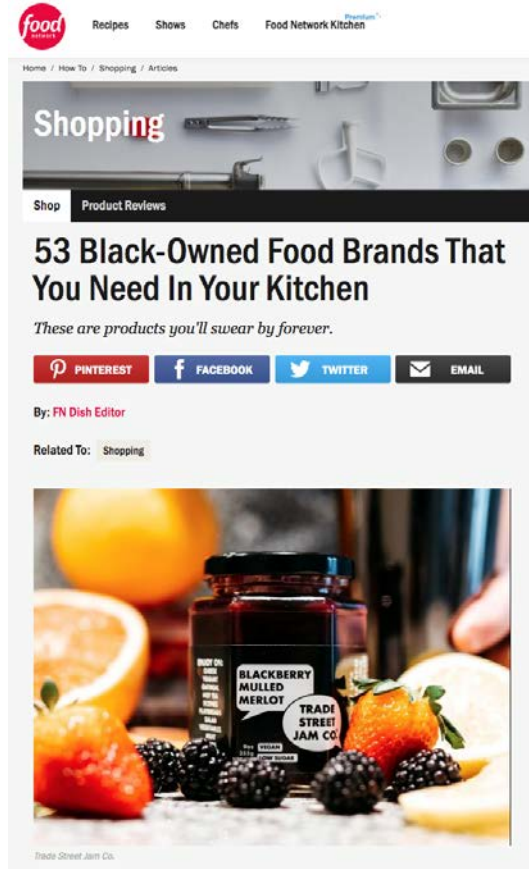 food
network
Recipes
Shows
Chefs
Food Network Kitchen
Premium
Home / How To / Shopping / Articles
Shopping
Shop
Product Reviews
53 Black-Owned Food Brands That
You Need In Your Kitchen
These are products you'll swear by forever.
PINTEREST
FACEBOOK
TWITTER
EMAIL
By: FN Dish Editor
Related To:
Shopping
ENJOY ON:
BLACKBERRY
MULLED
MERLOT
TRADE
STREET
JAM CO.
VEGAN
LOW SUGAR
Trade Street Jam Co.